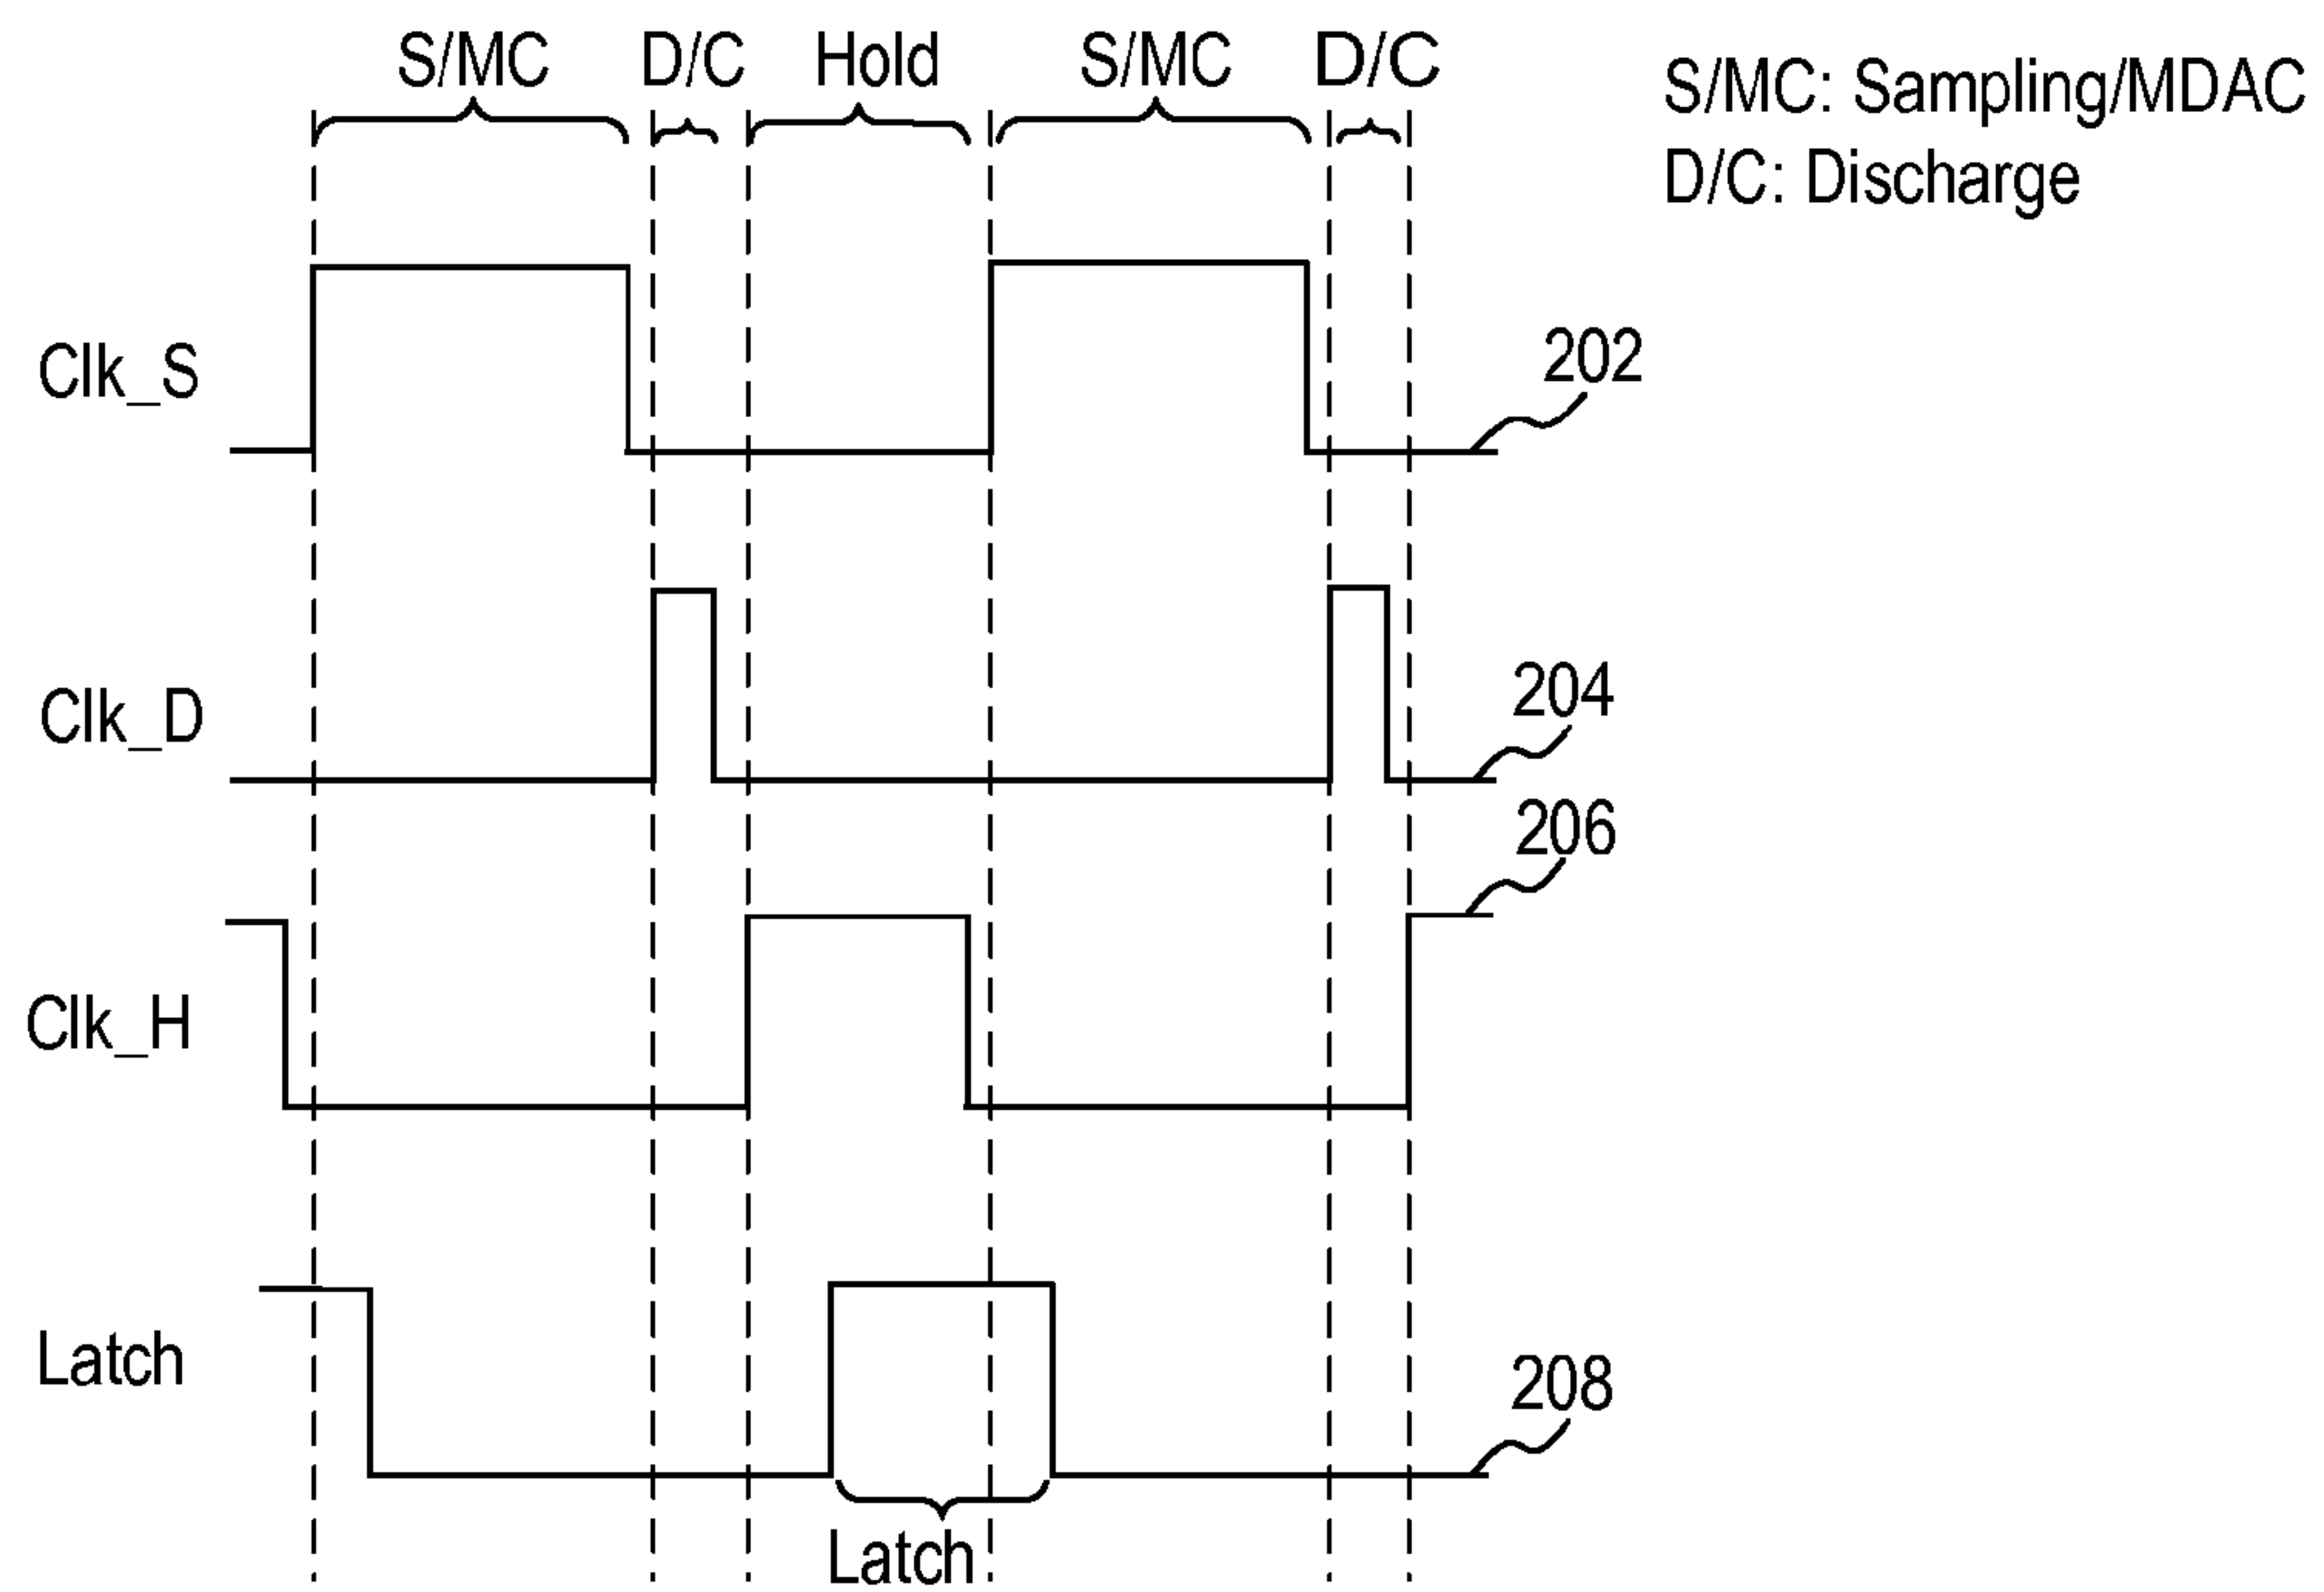 S/MC D/C Hold S/MC D/C
S/MC: Sampling/MDAC
D/C: Discharge
Clk_S
202
Clk_D
204
206
Clk_H
Latch
208
Latch